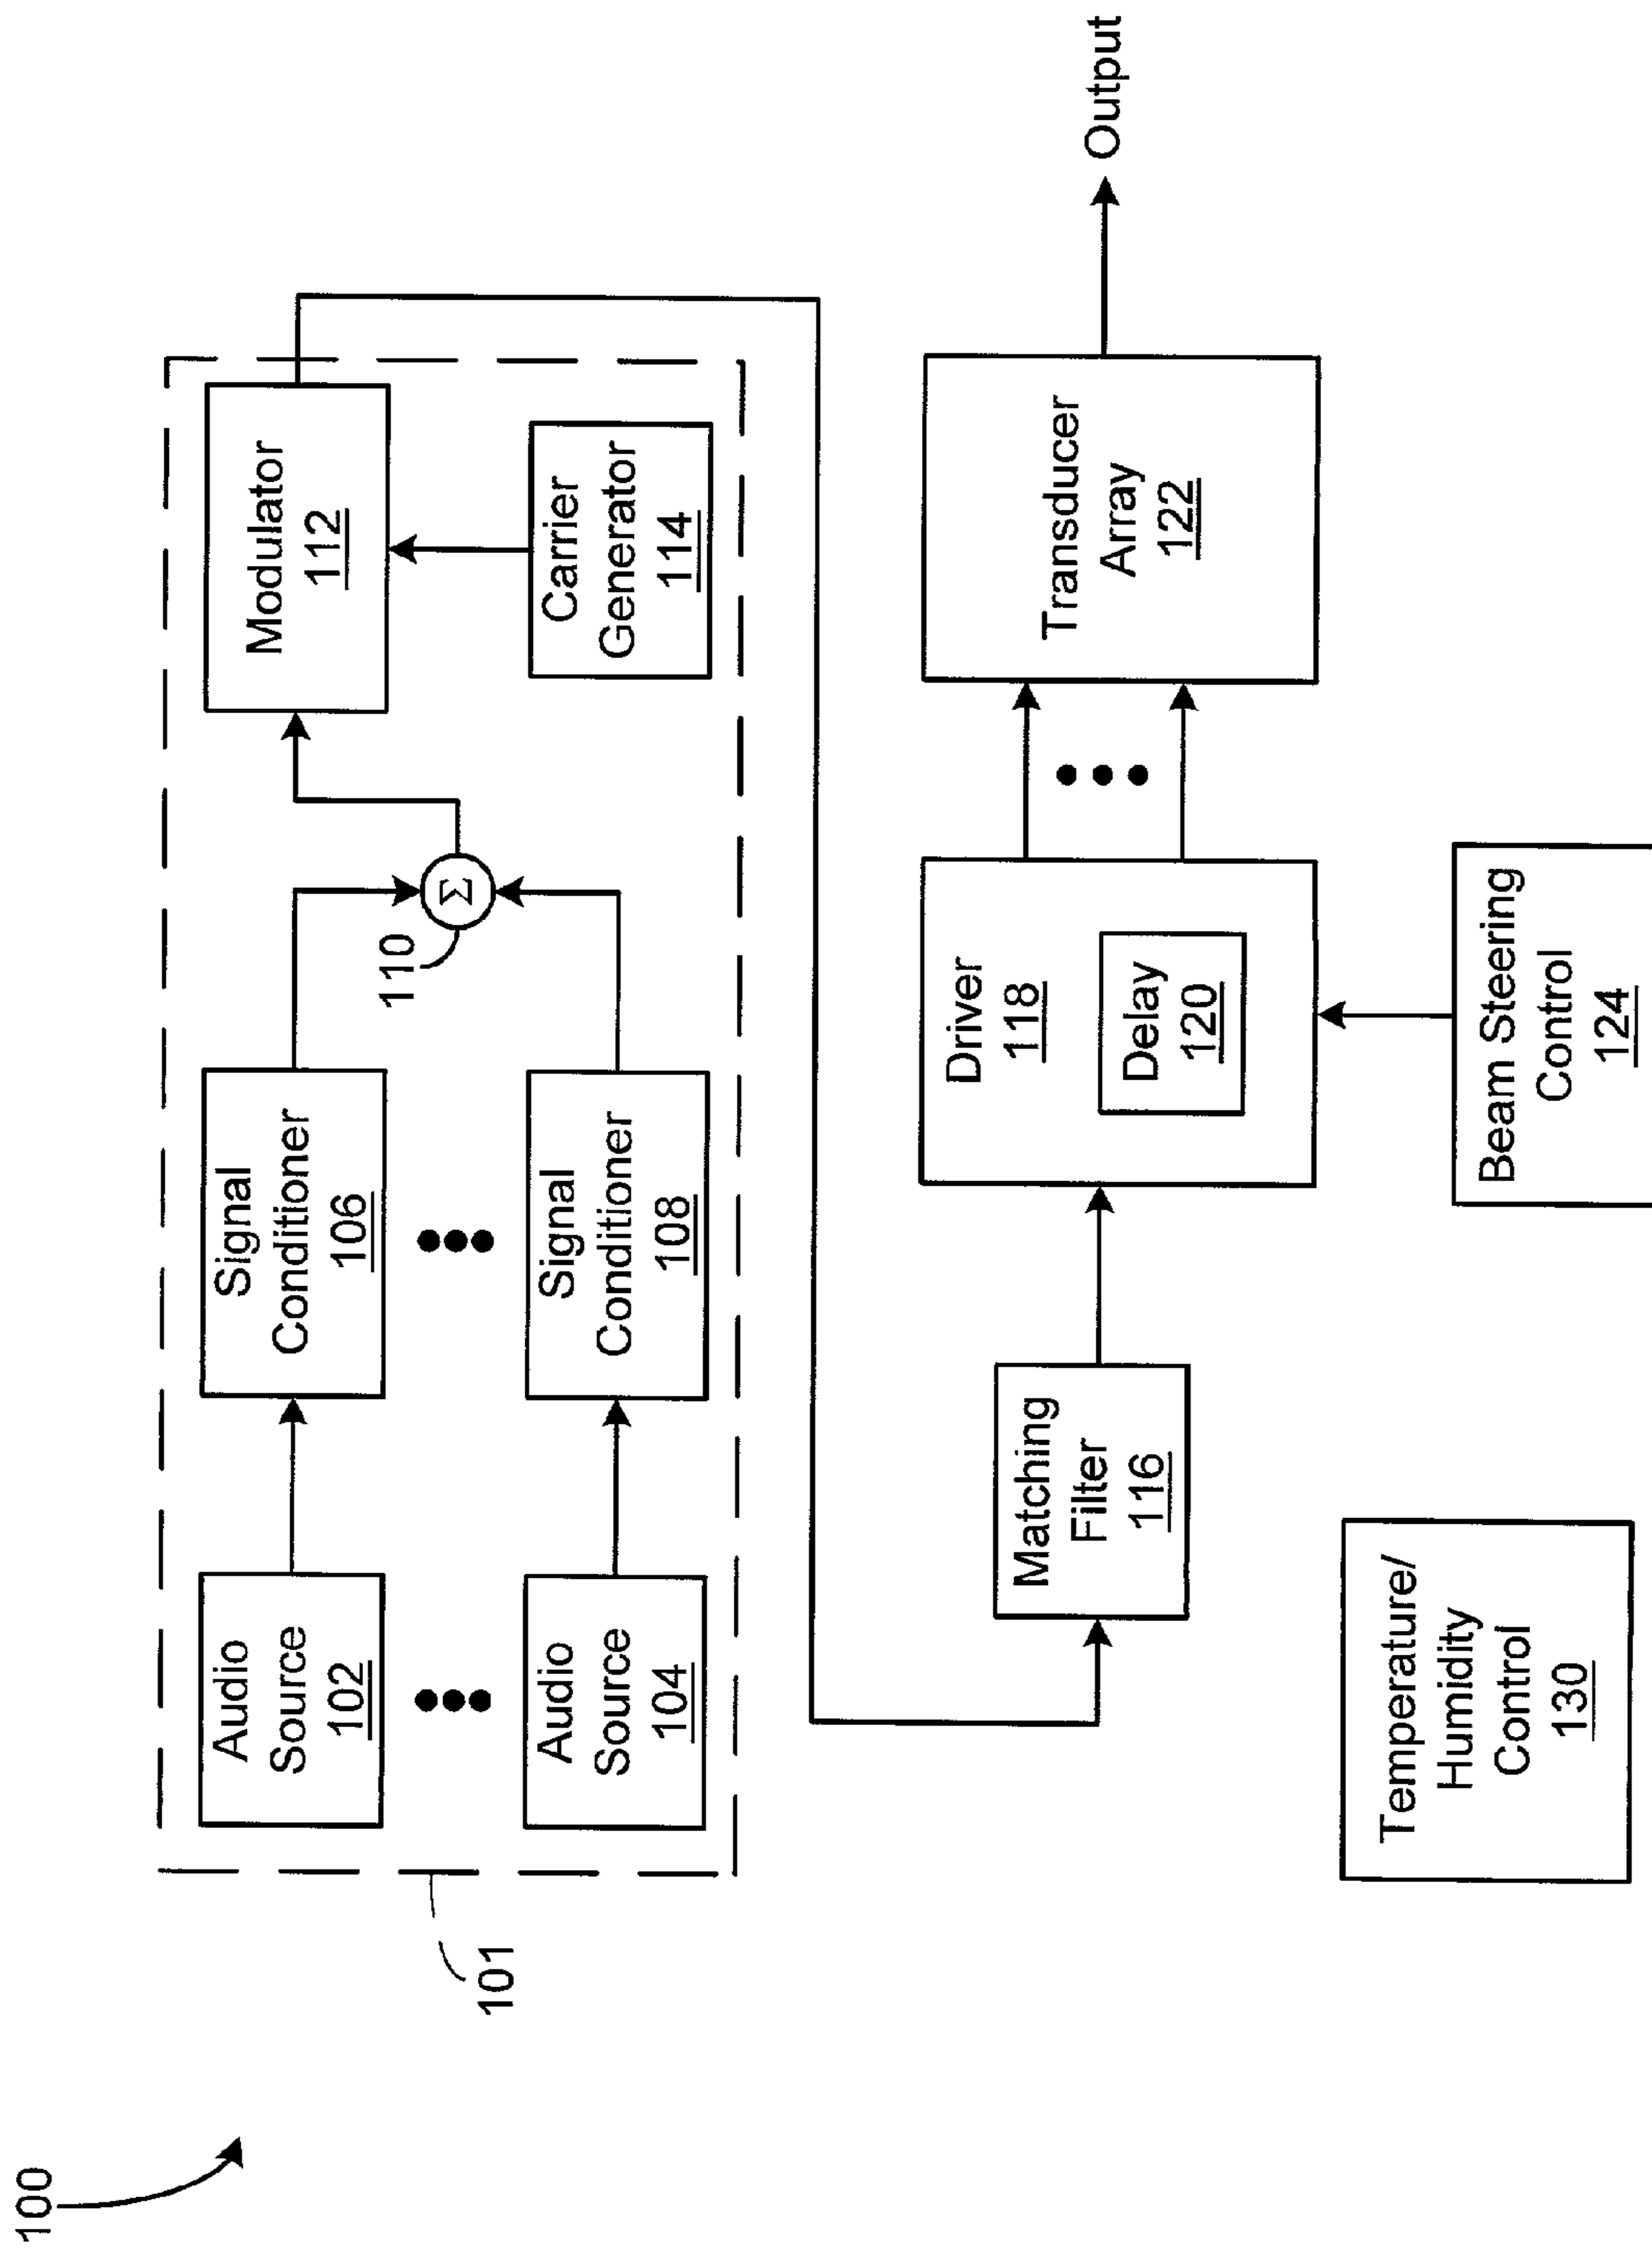 100
101
Audio
Source
102
Audio
Source
104
Signal
Conditioner
106
Signal
Conditioner
108
110
Σ
Modulator
112
Carrier
Generator
114
Matching
Filter
116
Driver
118
Delay
120
Transducer
Array
122
Output
Beam Steering
Control
124
Temperature/
Humidity
Control
130